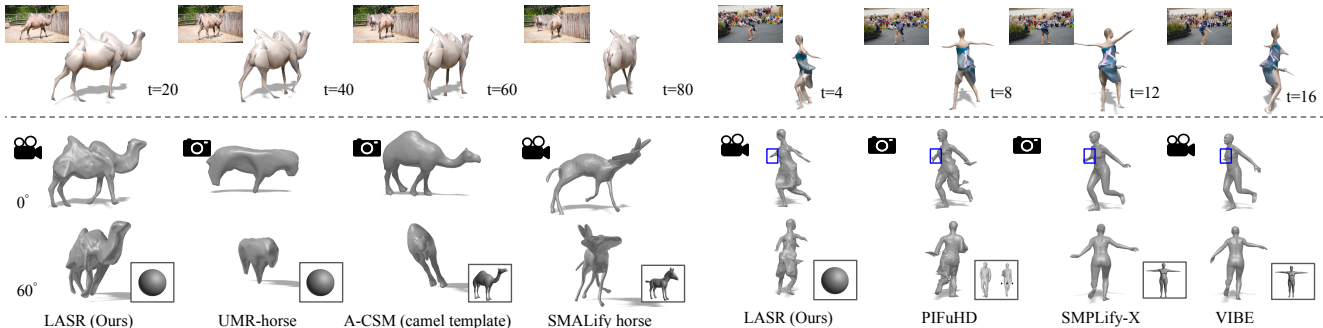 t=20 t=40 t=60 t=80 t=4 t=8 t=12 t=16
0°
60°
LASR (Ours) UMR-horse A-CSM (camel template) SMALify horse LASR (Ours) PIFuHD SMPLify-X VIBE